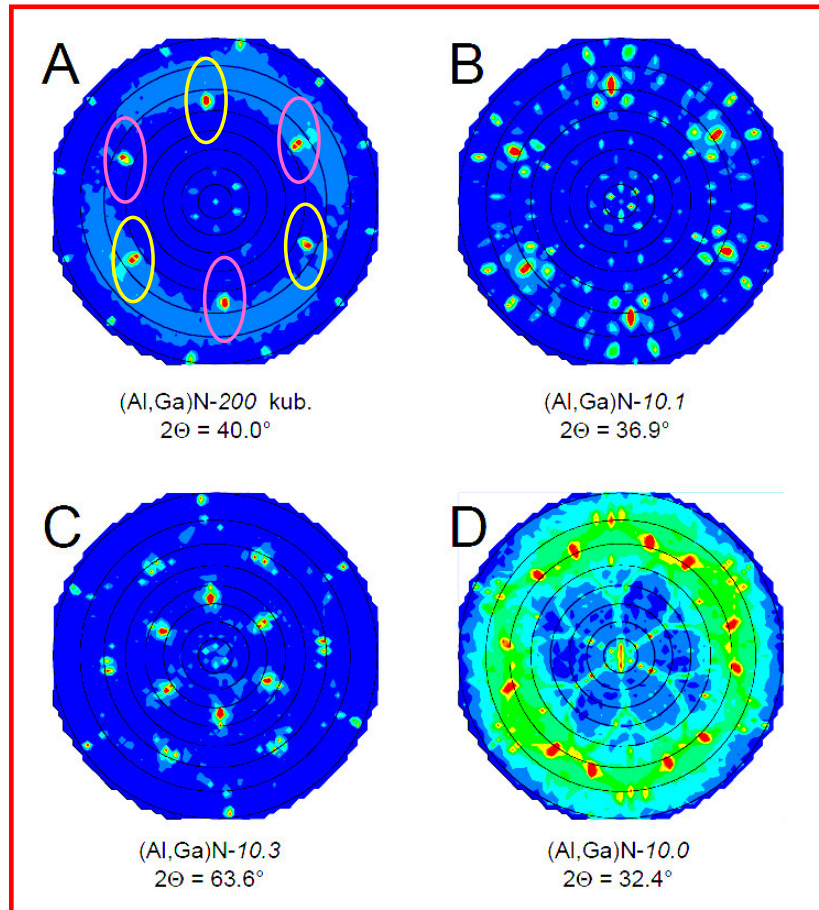 A
B
(Al,Ga)N-200 kub.
2Θ = 40.0°
(Al,Ga)N-10.1
2Θ = 36.9°
C
D
(Al,Ga)N-10.3
2Θ = 63.6°
(Al,Ga)N-10.0
2Θ = 32.4°